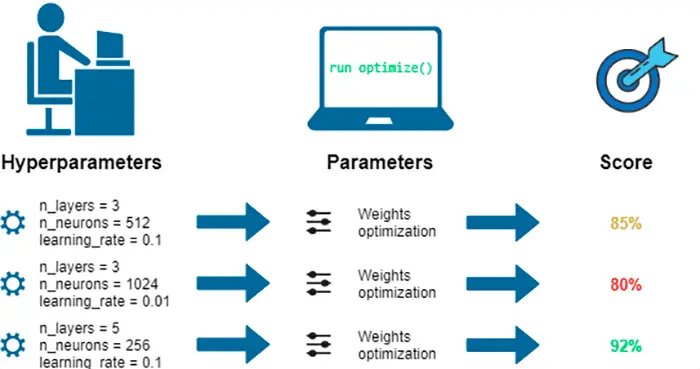 run optimize()
Hyperparameters
Parameters
Score
n_layers = 3
n_neurons = 512
learning_rate = 0.1
Weights
optimization
85%
n_layers = 3
n_neurons = 1024
learning_rate = 0.01
Weights
optimization
80%
n_layers = 5
n_neurons = 256
learning_rate = 0.1
Weights
optimization
92%